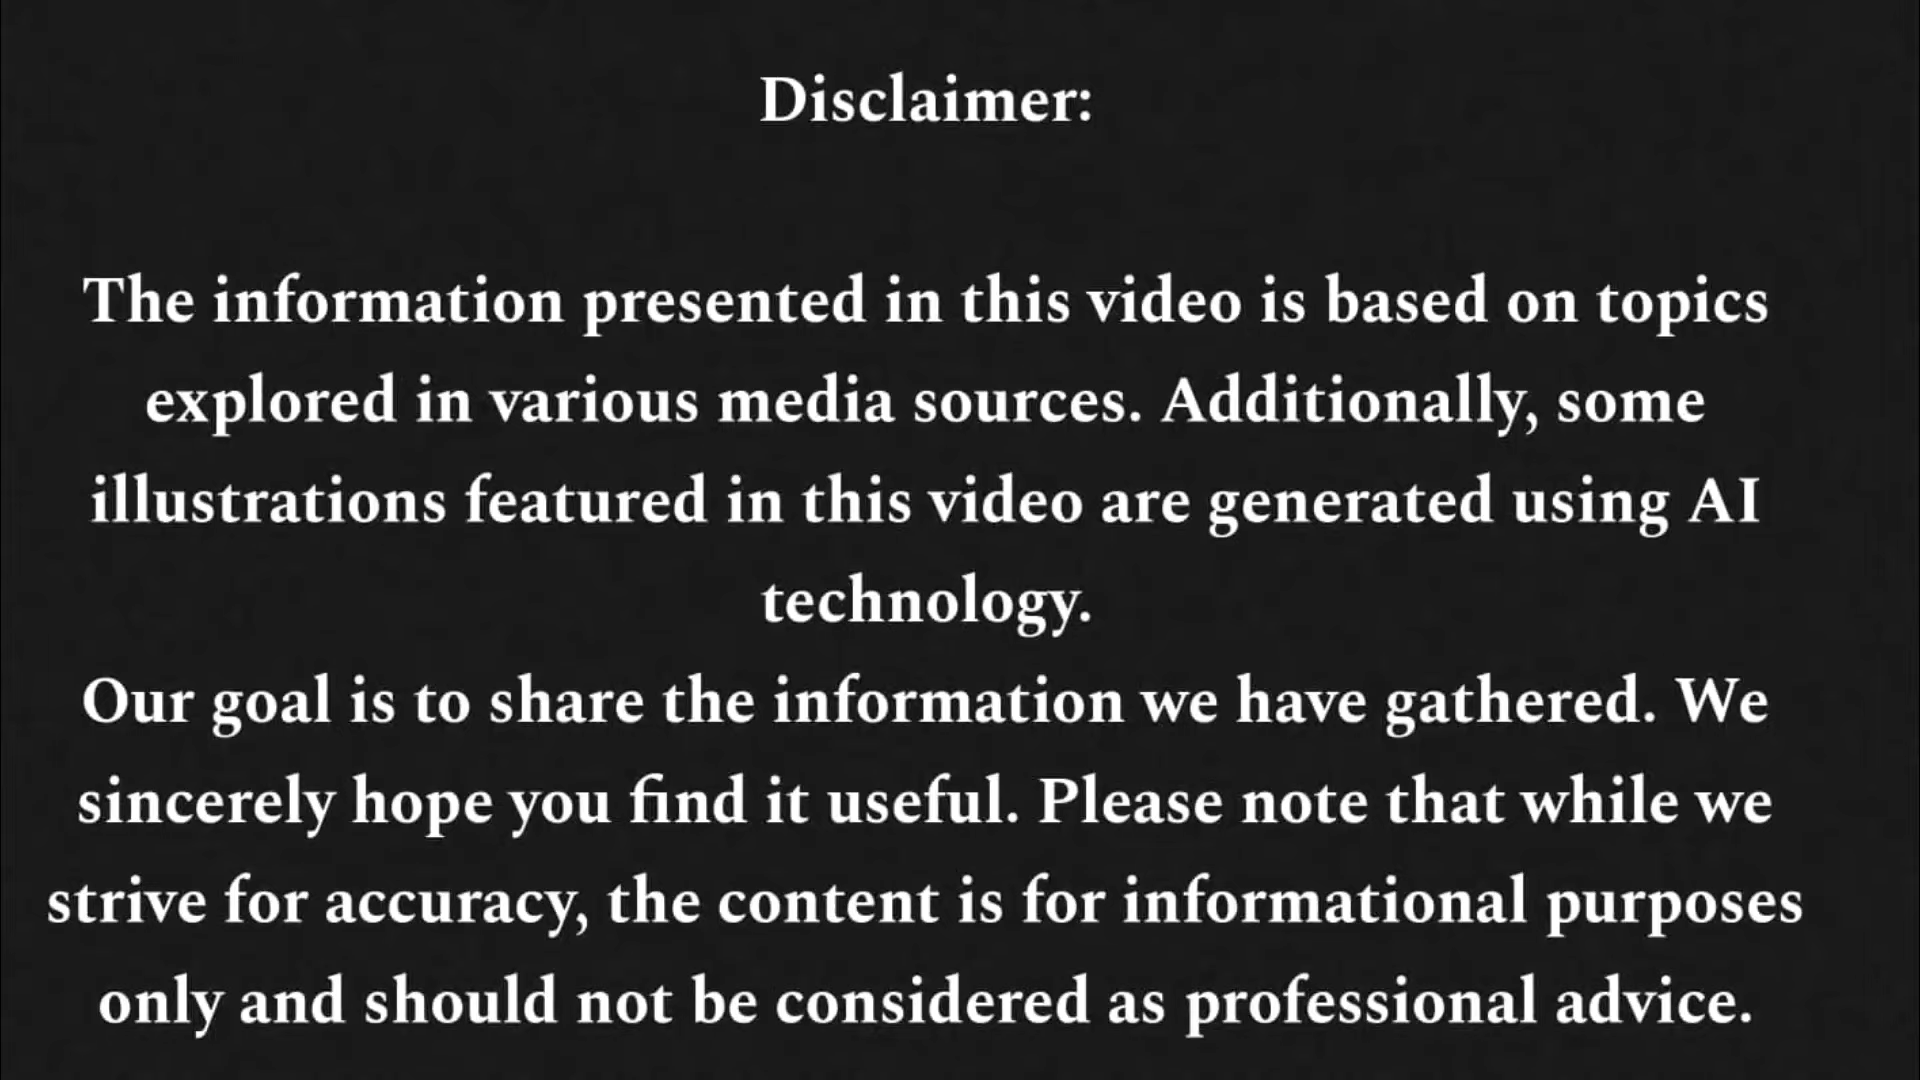 Disclaimer:
The information presented in this video is based on topics
explored in various media sources. Additionally, some
illustrations featured in this video are generated using AI
technology.
Our goal is to share the information we have gathered. We
sincerely hope you find it useful. Please note that while we
strive for accuracy, the content is for informational purposes
only and should not be considered as professional advice.